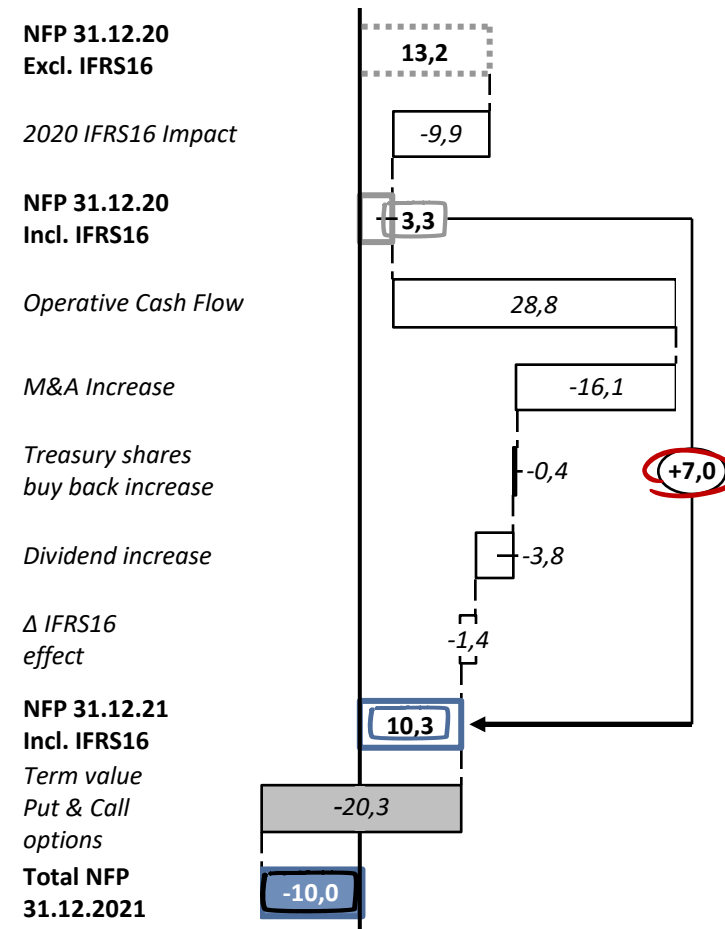 NFP 31.12.20
Excl. IFRS16
13,2
2020 IFRS16 Impact
-9,9
NFP 31.12.20
Incl. IFRS16
3,3
Operative Cash Flow
28,8
M&A Increase
-16,1
Treasury shares
buy back increase
-0,4
+7,0
Dividend increase
-3,8
Δ IFRS16
effect
-1,4
NFP 31.12.21
Incl. IFRS16
10,3
Term value
Put & Call
options
-20,3
Total NFP
31.12.2021
-10,0